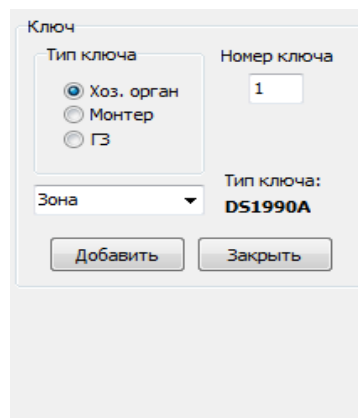 Ключ
Тип ключа
Хоз. орган
Монтер
ГЗ
Номер ключа
1
Зона
Тип ключа:
DS1990A
Добавить
Закрыть